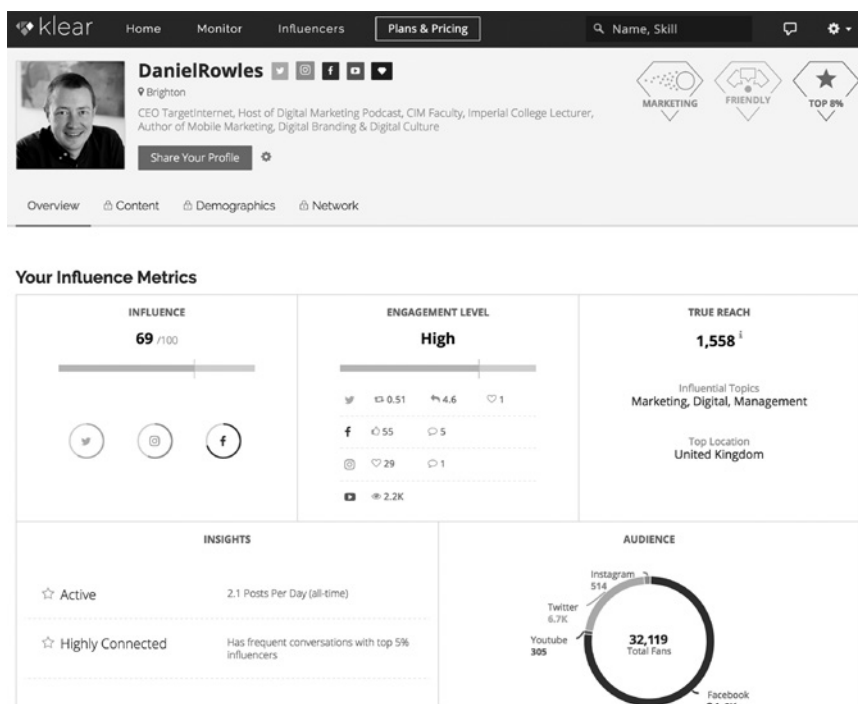 klear Home Monitor Influencers Plans & Pricing Name, Skill
DanielRowles
Brighton
CEO TargetInternet, Host of Digital Marketing Podcast, CIM Faculty, Imperial College Lecturer,
Author of Mobile Marketing, Digital Branding & Digital Culture
Share Your Profile
MARKETING FRIENDLY TOP 8%
Overview Content Demographics Network
Your Influence Metrics
INFLUENCE
69 /100
ENGAGEMENT LEVEL
High
0.51 4.6 1
55 5
29 1
2.2K
TRUE REACH
1,558 i
Influential Topics
Marketing, Digital, Management
Top Location
United Kingdom
INSIGHTS
Active 2.1 Posts Per Day (all-time)
Highly Connected Has frequent conversations with top 5%
influencers
AUDIENCE
Instagram
514
Twitter
6.7K
Youtube
305
32,119
Total Fans
Facebook